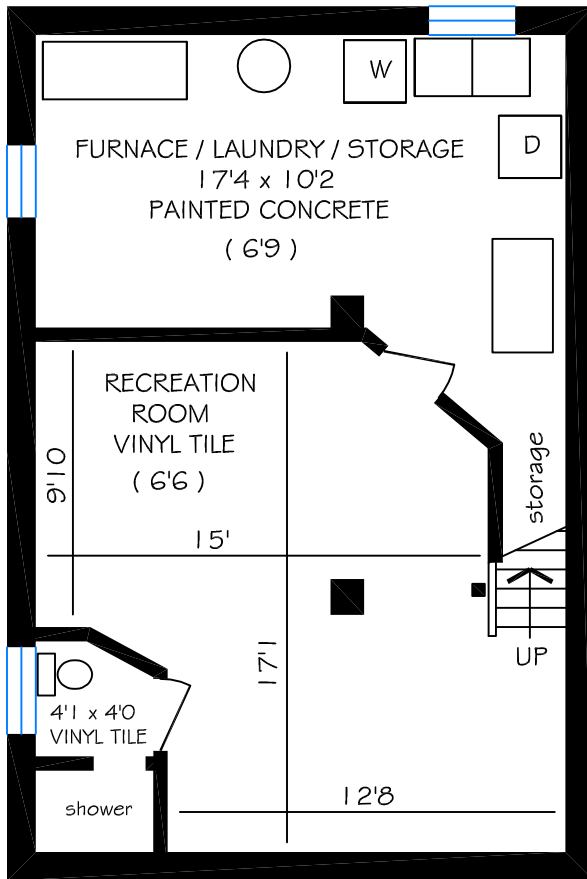 W
D
FURNACE / LAUNDRY / STORAGE
17'4 x 10'2
PAINTED CONCRETE
( 6'9 )
RECREATION
ROOM
VINYL TILE
( 6'6 )
9'10
storage
15'
UP
17'1
4'1 x 4'0
VINYL TILE
12'8
shower